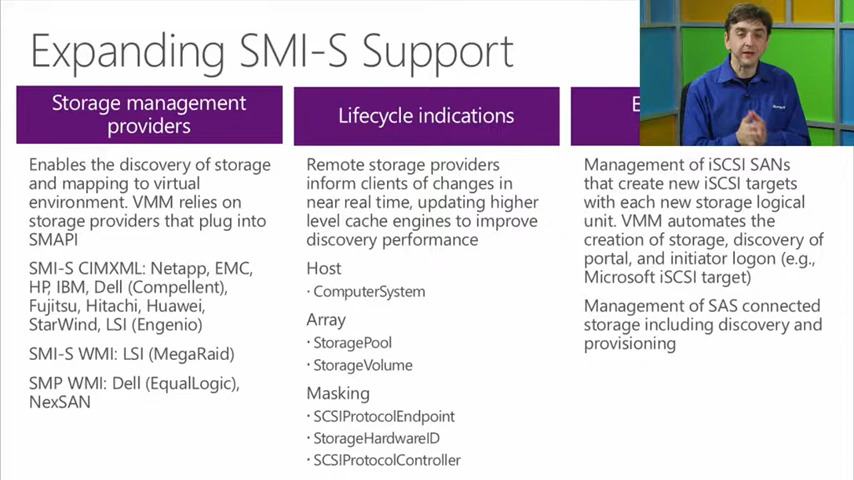 Expanding SMI-S Support
Storage management
providers
Enables the discovery of storage
and mapping to virtual
environment. VMM relies on
storage providers that plug into
SMAPI
SMI-S CIMXML: Netapp, EMC,
HP, IBM, Dell (Compellent),
Fujitsu, Hitachi, Huawei,
StarWind, LSI (Engenio)
SMI-S WMI: LSI (MegaRaid)
SMP WMI: Dell (EqualLogic),
NexSAN
Lifecycle indications
Remote storage providers
inform clients of changes in
near real time, updating higher
level cache engines to improve
discovery performance
Host
· ComputerSystem
Array
· StoragePool
· StorageVolume
Masking
· SCSIProtocolEndpoint
· StorageHardwareID
· SCSIProtocolController
Management of iSCSI SANs
that create new iSCSI targets
with each new storage logical
unit. VMM automates the
creation of storage, discovery of
portal, and initiator logon (e.g.,
Microsoft iSCSI target)
Management of SAS connected
storage including discovery and
provisioning